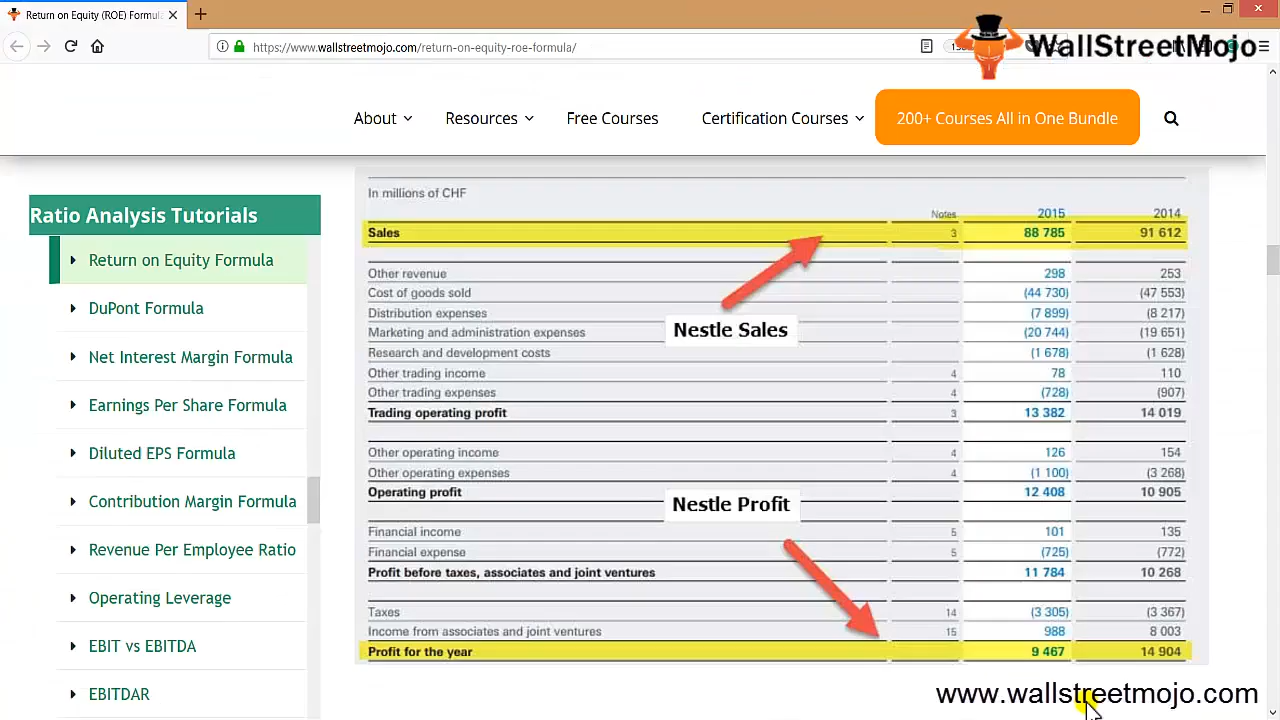 Return on Equity (ROE) Formula
https://www.wallstreetmojo.com/return-on-equity-roe-formula/
WallStreetMojo
About
Resources
Free Courses
Certification Courses
200+ Courses All in One Bundle
Ratio Analysis Tutorials
Return on Equity Formula
DuPont Formula
Net Interest Margin Formula
Earnings Per Share Formula
Diluted EPS Formula
Contribution Margin Formula
Revenue Per Employee Ratio
Operating Leverage
EBIT vs EBITDA
EBITDAR
In millions of CHF
Notes 2015 2014
Sales 3 88 785 91 612
Other revenue 298 253
Cost of goods sold (44 730) (47 553)
Distribution expenses (7 899) (8 217)
Nestle Sales
Marketing and administration expenses (20 744) (19 651)
Research and development costs (1 678) (1 628)
Other trading income 4 78 110
Other trading expenses 4 (728) (907)
Trading operating profit 3 13 382 14 019
Other operating income 4 126 154
Other operating expenses 4 (1 100) (3 268)
Operating profit 12 408 10 905
Nestle Profit
Financial income 5 101 135
Financial expense 5 (725) (772)
Profit before taxes, associates and joint ventures 11 784 10 268
Taxes 14 (3 305) (3 367)
Income from associates and joint ventures 15 988 8 003
Profit for the year 9 467 14 904
www.wallstreetmojo.com